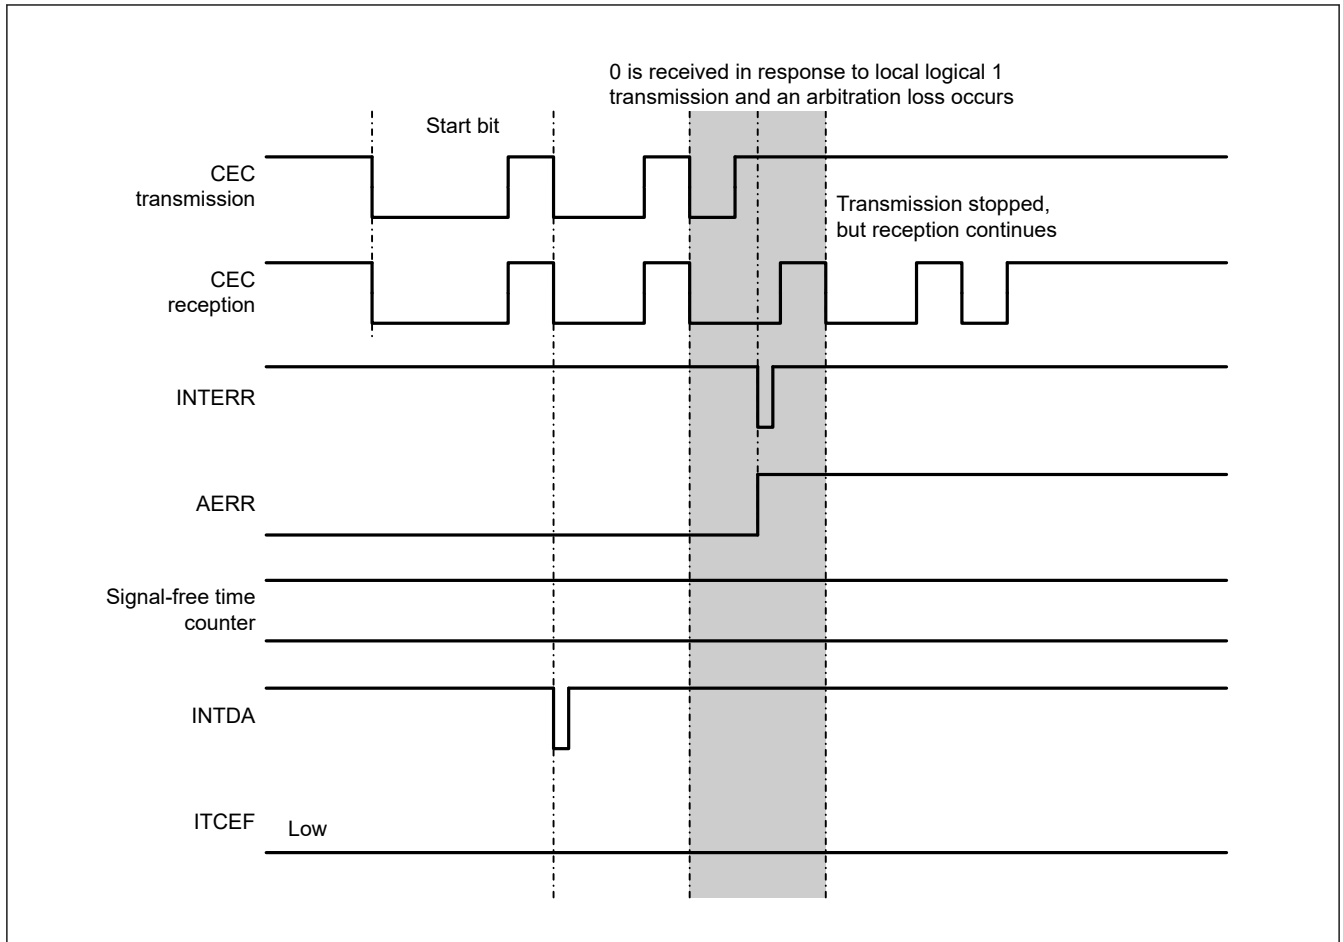 0 is received in response to local logical 1
transmission and an arbitration loss occurs
Start bit
CEC
transmission
Transmission stopped,
but reception continues
CEC
reception
INTERR
AERR
Signal-free time
counter
INTDA
ITCEF
Low